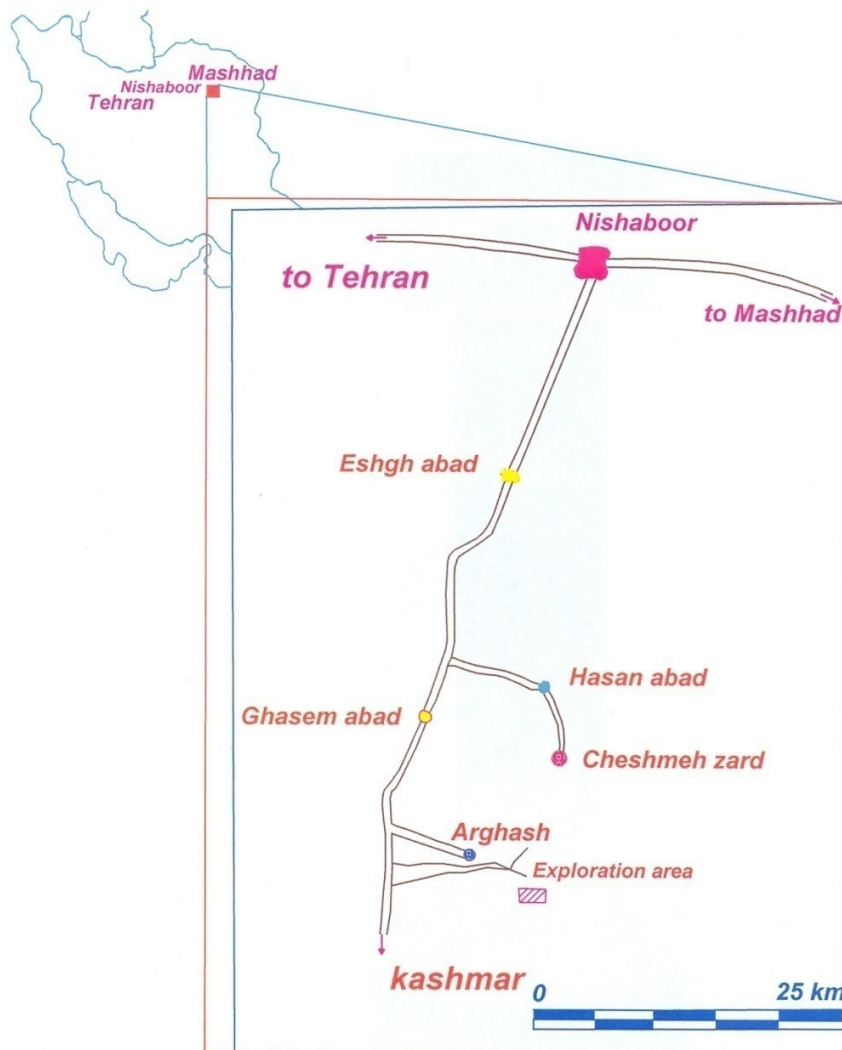 Mashhad
Nishaboor
Tehran
Nishaboor
to Tehran
to Mashhad
Eshgh abad
Hasan abad
Ghasem abad
Cheshmeh zard
Arghash
Exploration area
kashmar
0 25 km